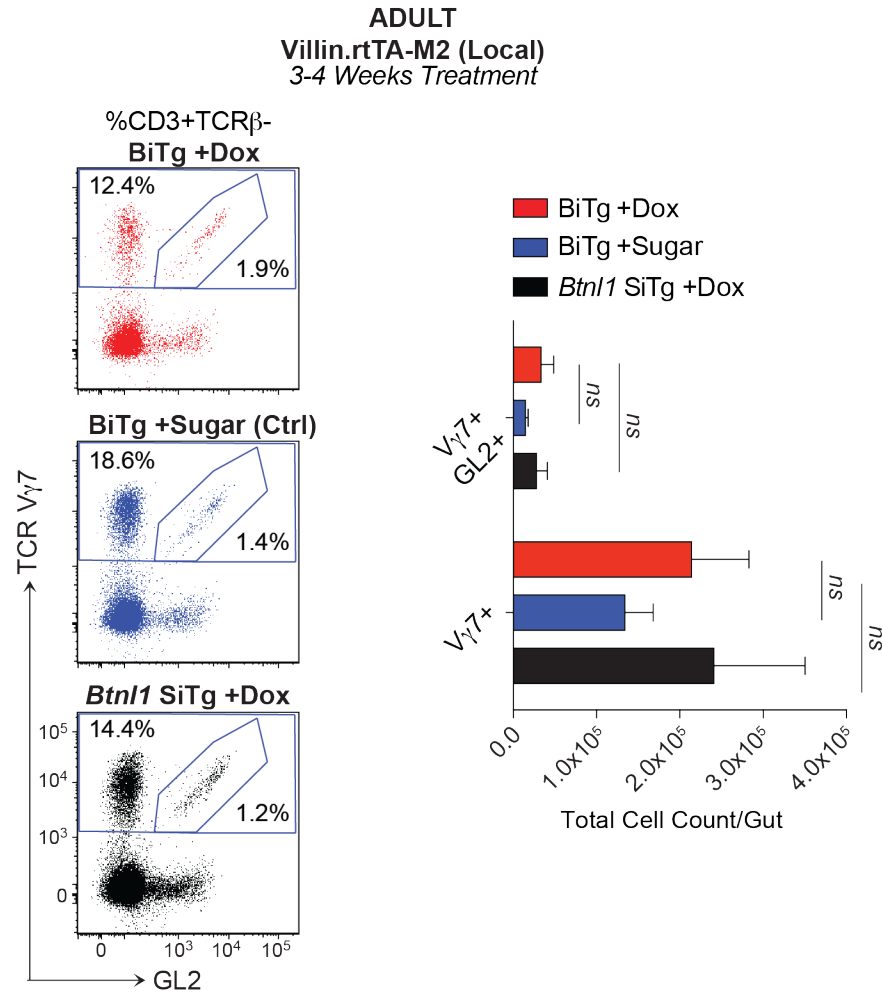 ADULT
Villin.rtTA-M2 (Local)
3-4 Weeks Treatment
%CD3+TCRβ-
BiTg +Dox
12.4%
1.9%
BiTg +Sugar (Ctrl)
18.6%
1.4%
Btnl1 SiTg +Dox
14.4%
1.2%
10⁵
10⁴
10³
0
0
10³
10⁴
10⁵
TCR Vγ7
GL2
BiTg +Dox
BiTg +Sugar
Btnl1 SiTg +Dox
Vγ7+
GL2+
ns
ns
Vγ7+
ns
ns
0.0
1.0x10⁵
2.0x10⁵
3.0x10⁵
4.0x10⁵
Total Cell Count/Gut